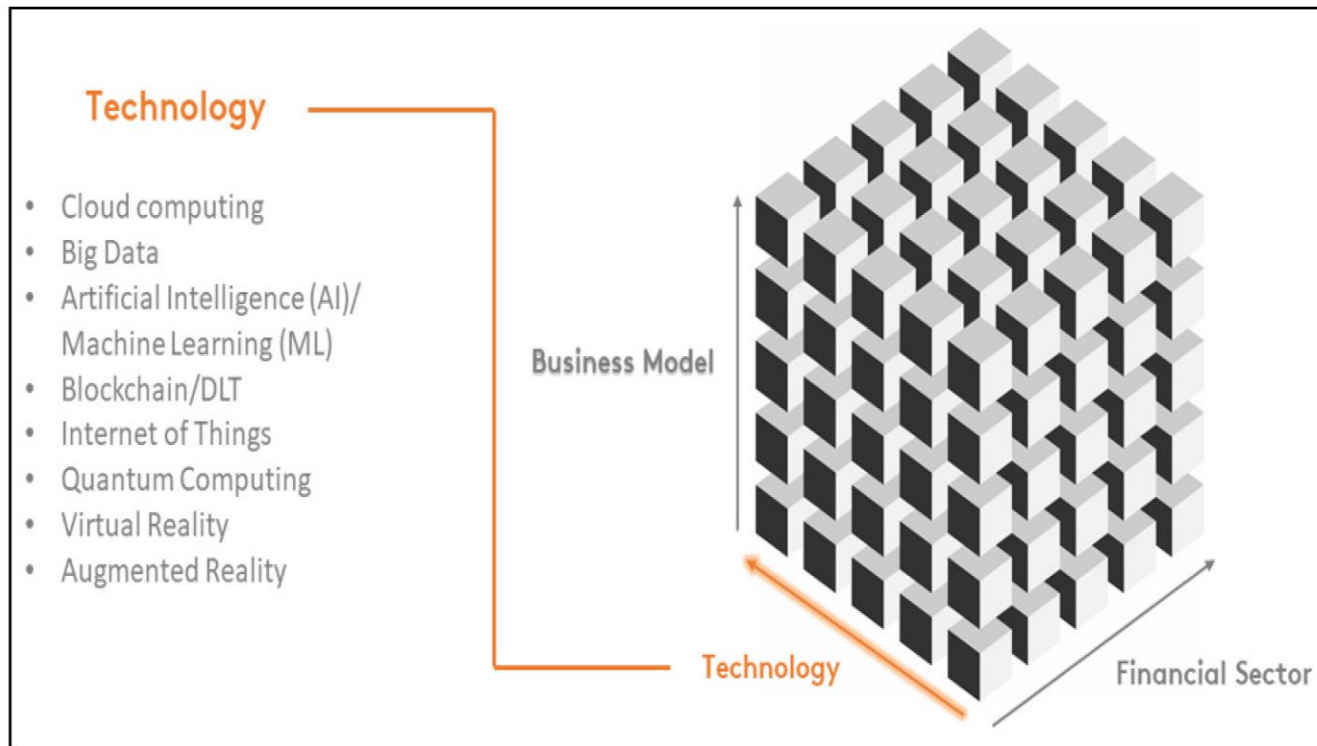 Technology
• Cloud computing
• Big Data
• Artificial Intelligence (AI)/
Machine Learning (ML)
• Blockchain/DLT
• Internet of Things
• Quantum Computing
• Virtual Reality
• Augmented Reality
Business Model
Technology
Financial Sector